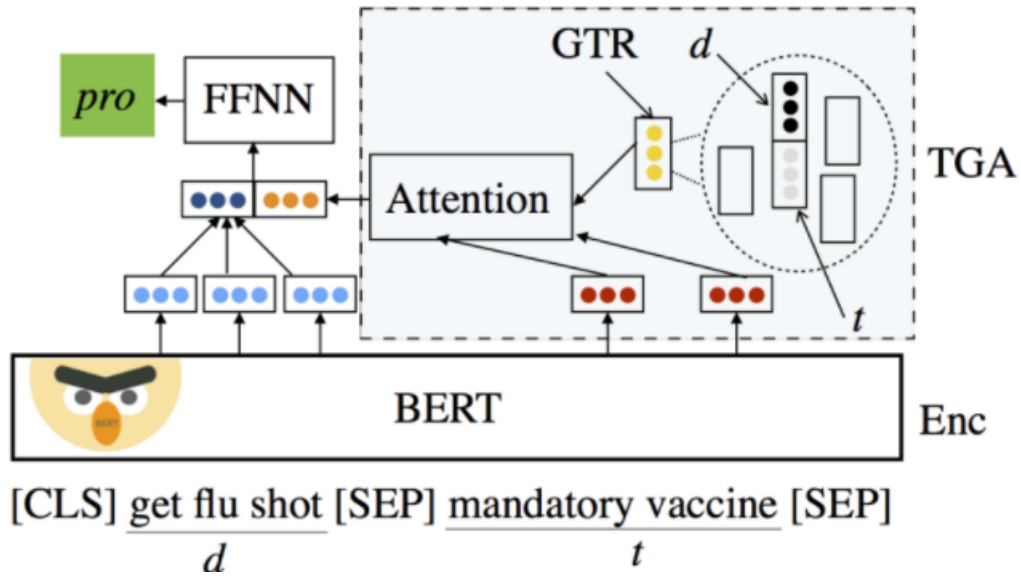 GTR
d
pro
FFNN
TGA
Attention
t
BERT
BERT
Enc
[CLS] get flu shot [SEP] mandatory vaccine [SEP]
d
t